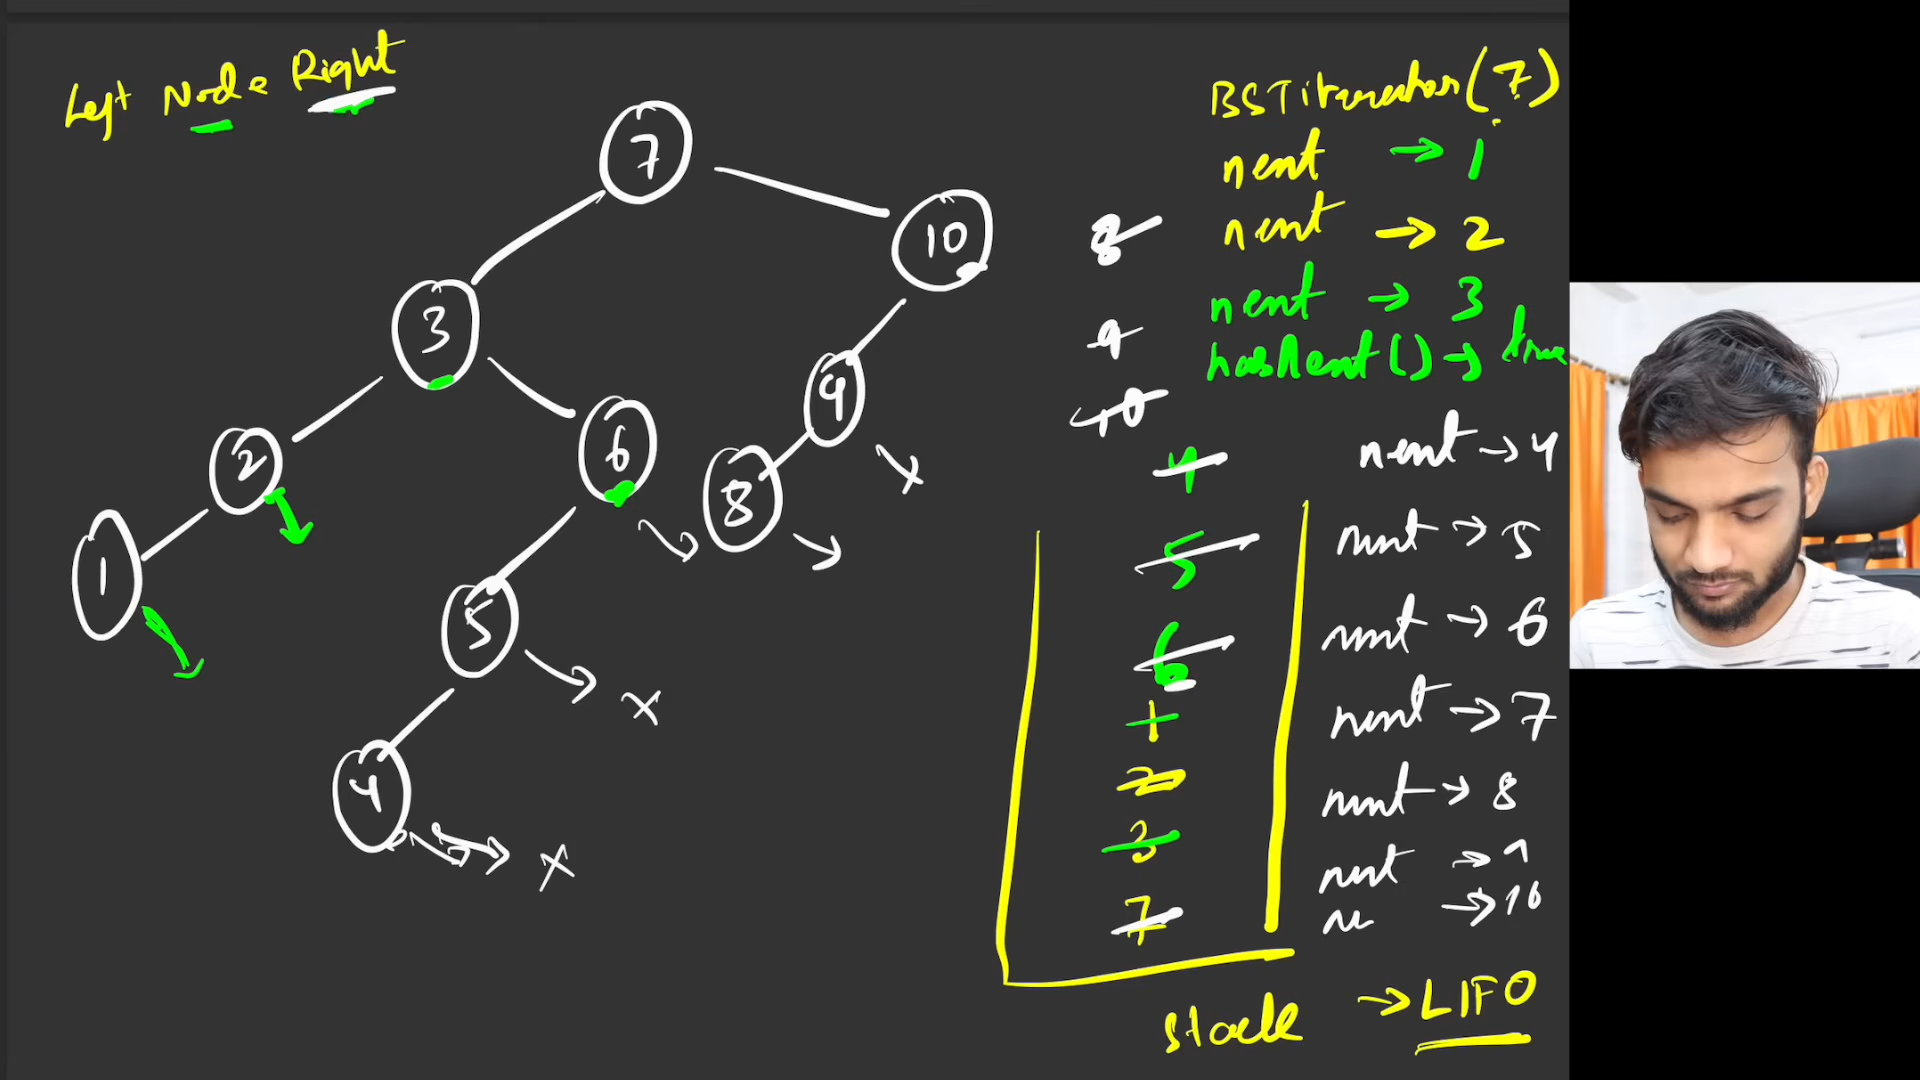 Left Node Right
BSTiterator(7)
7
next → 1
10
8
next → 2
3
next → 3
9
hasNext() → true
9
10
2
6
4
next → 4
8
1
5
next → 5
5
6
next → 6
x
1
next → 7
4
2
next → 8
x
3
next → 9
7
ne → 10
stack → LIFO